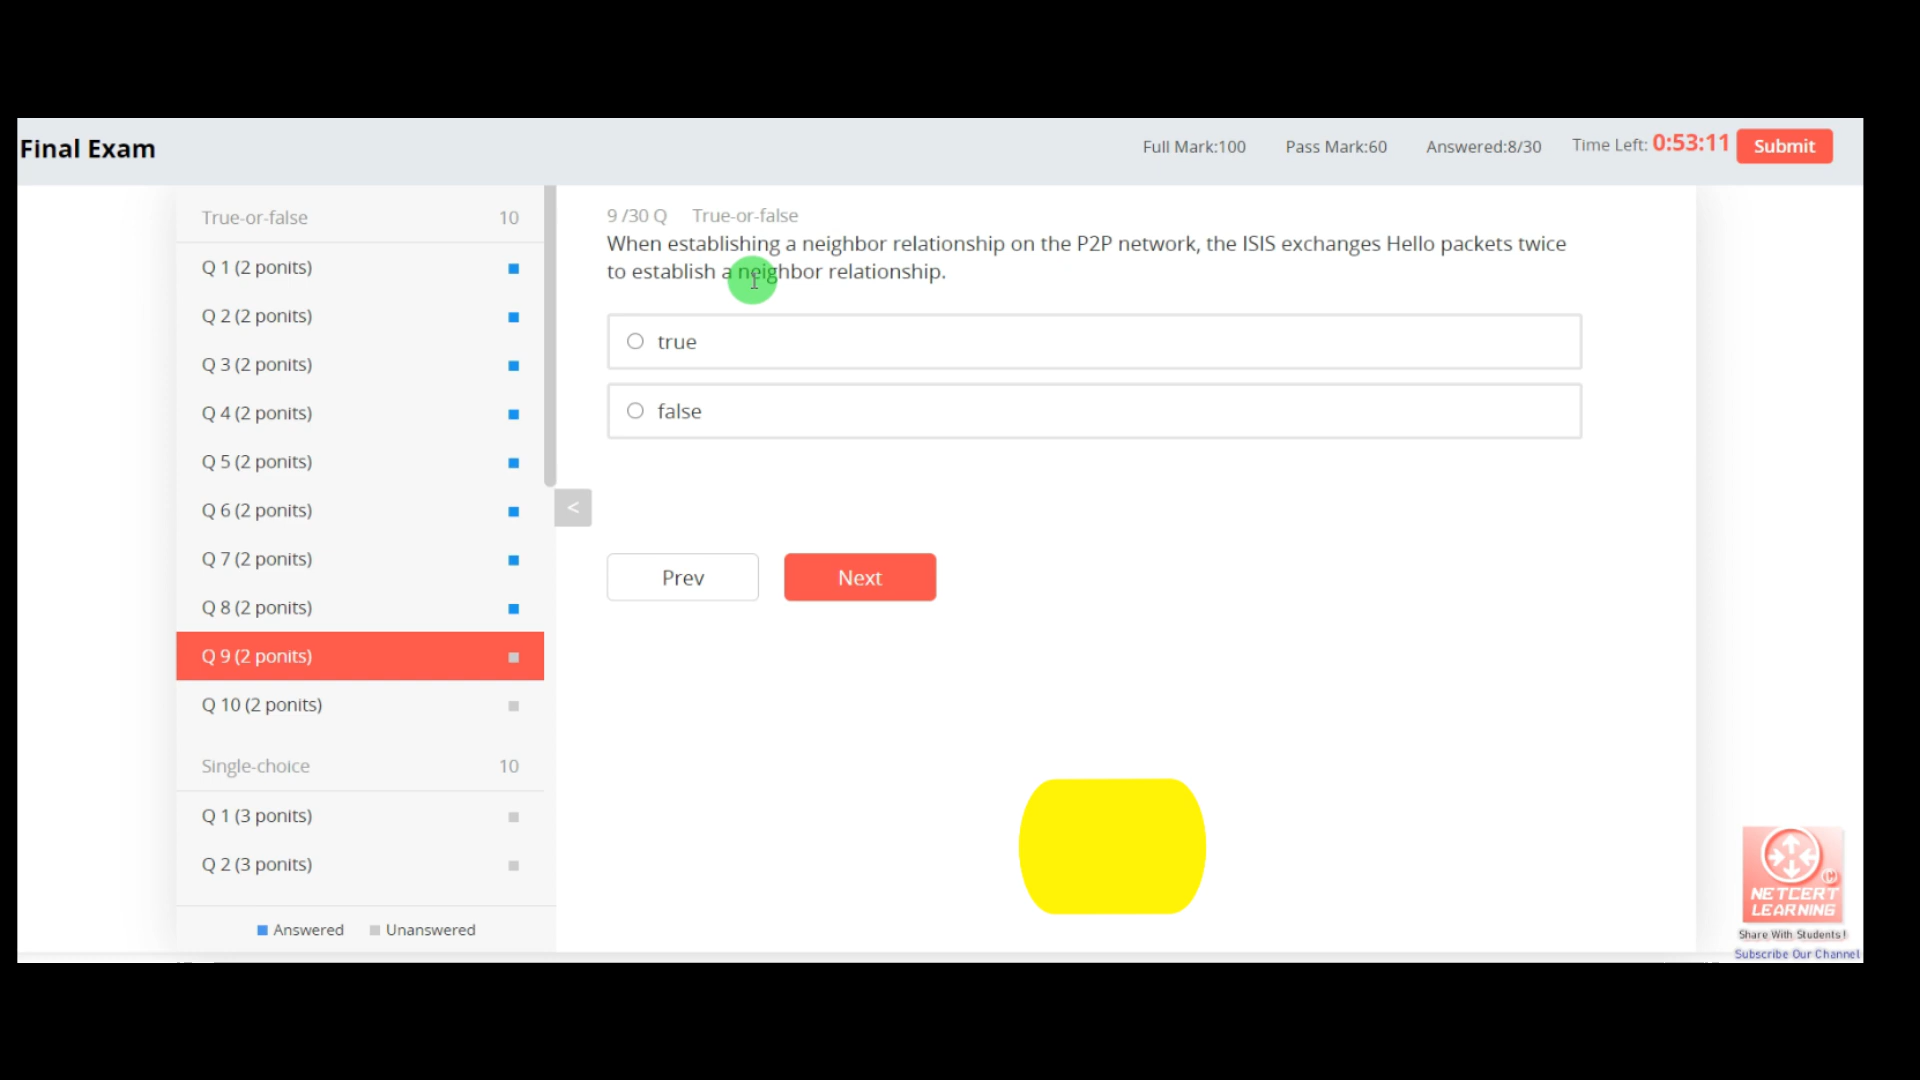 Final Exam
Full Mark:100 Pass Mark:60 Answered:8/30 Time Left: 0:53:11 Submit
True-or-false 10
Q 1 (2 ponits)
Q 2 (2 ponits)
Q 3 (2 ponits)
Q 4 (2 ponits)
Q 5 (2 ponits)
Q 6 (2 ponits)
Q 7 (2 ponits)
Q 8 (2 ponits)
Q 9 (2 ponits)
Q 10 (2 ponits)
Single-choice 10
Q 1 (3 ponits)
Q 2 (3 ponits)
Answered Unanswered
<
9 /30 Q True-or-false
When establishing a neighbor relationship on the P2P network, the ISIS exchanges Hello packets twice
to establish a neighbor relationship.
true
false
Prev Next
NETCERT
LEARNING
Share With Students!
Subscribe Our Channel